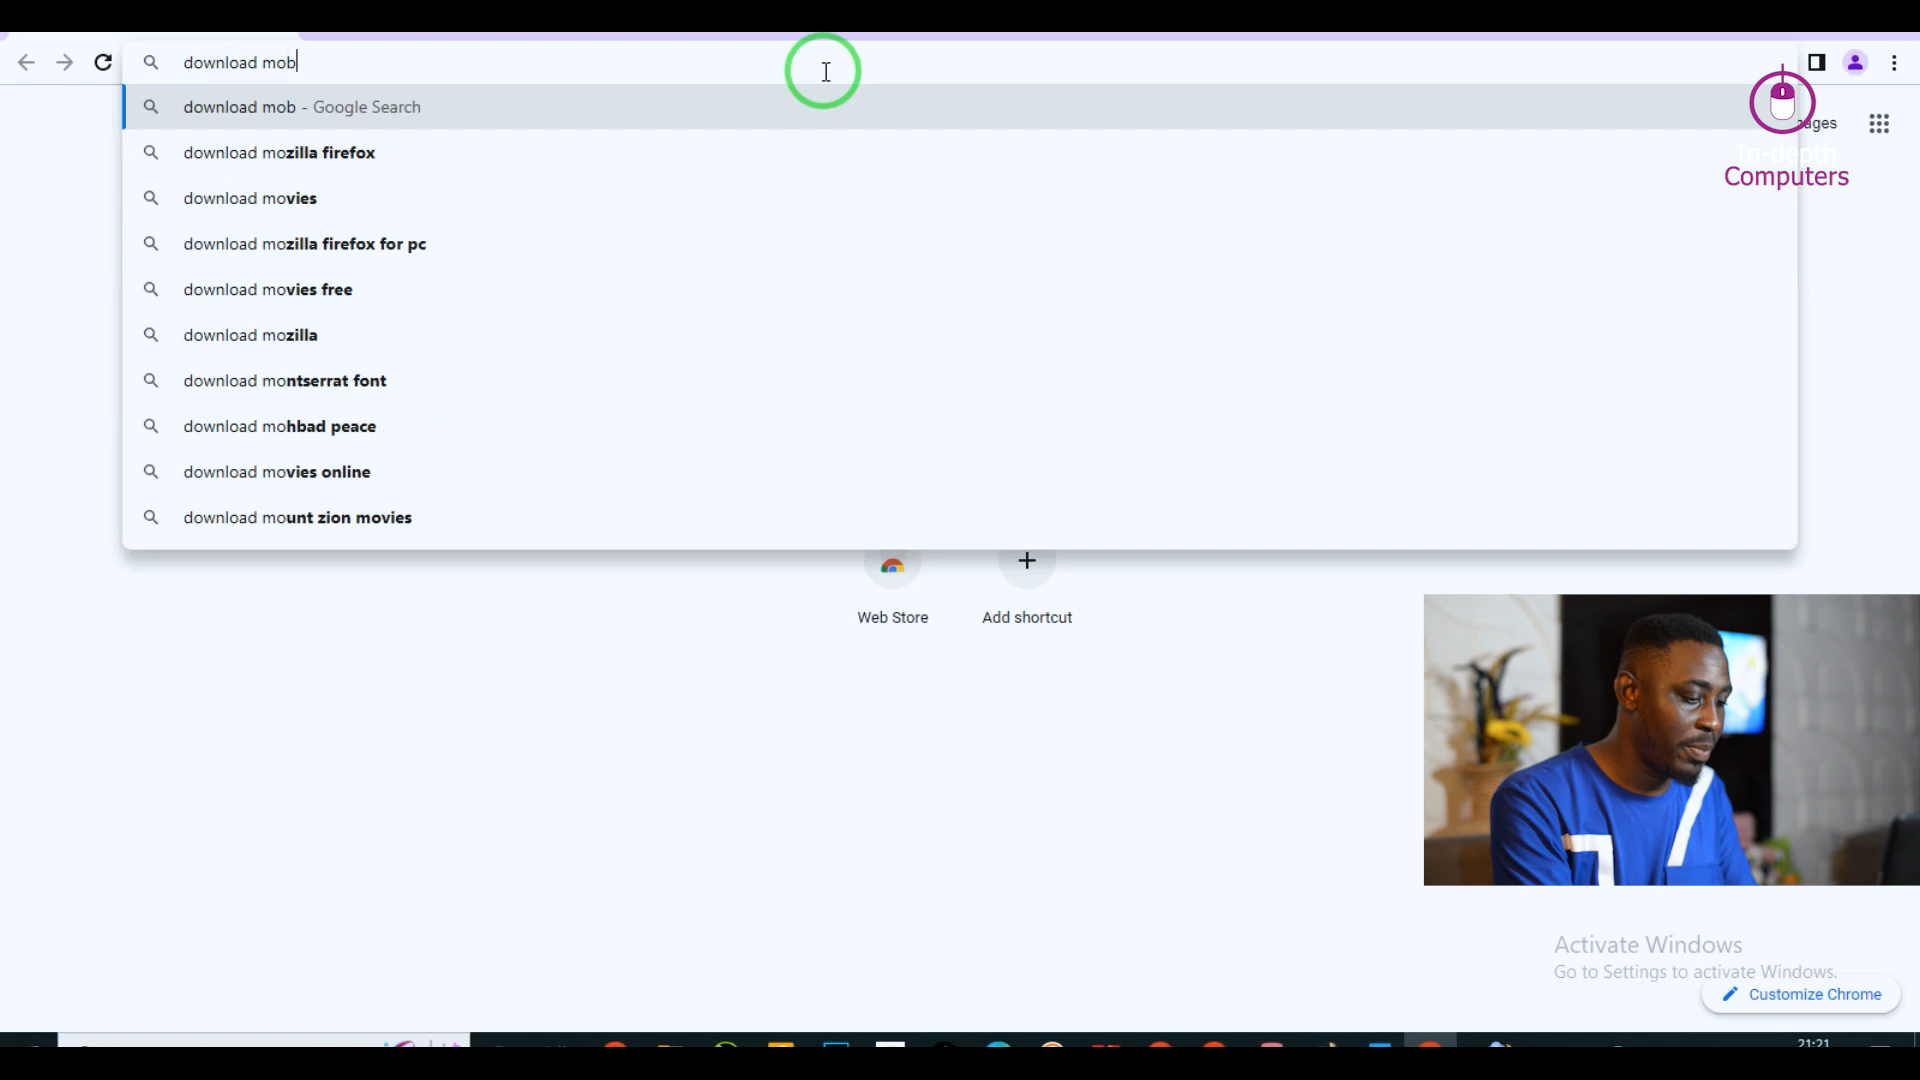 download mob
download mob - Google Search
download mozilla firefox
download movies
download mozilla firefox for pc
download movies free
download mozilla
download montserrat font
download mohbad peace
download movies online
download mount zion movies
In-depth
Computers
Web Store
Add shortcut
Activate Windows
Go to Settings to activate Windows.
Customize Chrome
21:21